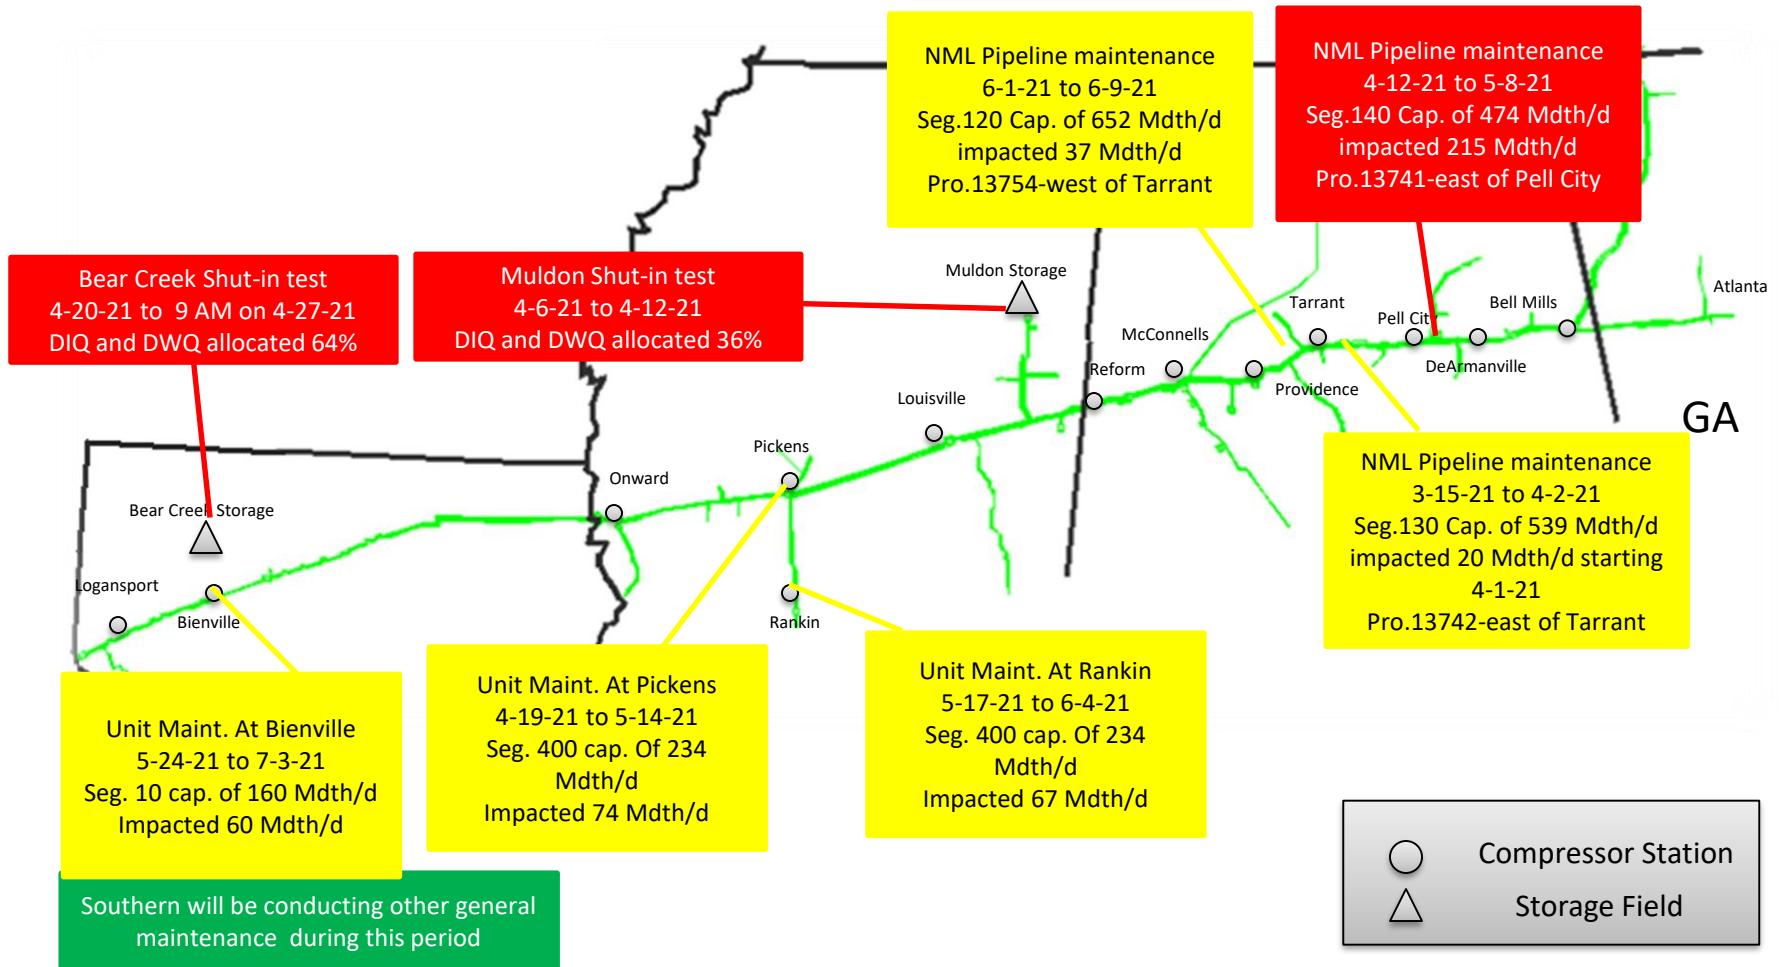 NML Pipeline maintenance
6-1-21 to 6-9-21
Seg.120 Cap. of 652 Mdth/d
impacted 37 Mdth/d
Pro.13754-west of Tarrant
NML Pipeline maintenance
4-12-21 to 5-8-21
Seg.140 Cap. of 474 Mdth/d
impacted 215 Mdth/d
Pro.13741-east of Pell City
Bear Creek Shut-in test
4-20-21 to 9 AM on 4-27-21
DIQ and DWQ allocated 64%
Muldon Shut-in test
4-6-21 to 4-12-21
DIQ and DWQ allocated 36%
Muldon Storage
Tarrant
Pell City
Bell Mills
Atlanta
McConnells
Reform
Providence
DeArmanville
Louisville
GA
Pickens
Onward
Bear Creek Storage
Logansport
Bienville
Rankin
NML Pipeline maintenance
3-15-21 to 4-2-21
Seg.130 Cap. of 539 Mdth/d
impacted 20 Mdth/d starting
4-1-21
Pro.13742-east of Tarrant
Unit Maint. At Bienville
5-24-21 to 7-3-21
Seg. 10 cap. of 160 Mdth/d
Impacted 60 Mdth/d
Unit Maint. At Pickens
4-19-21 to 5-14-21
Seg. 400 cap. Of 234
Mdth/d
Impacted 74 Mdth/d
Unit Maint. At Rankin
5-17-21 to 6-4-21
Seg. 400 cap. Of 234
Mdth/d
Impacted 67 Mdth/d
Southern will be conducting other general
maintenance during this period
Compressor Station
Storage Field